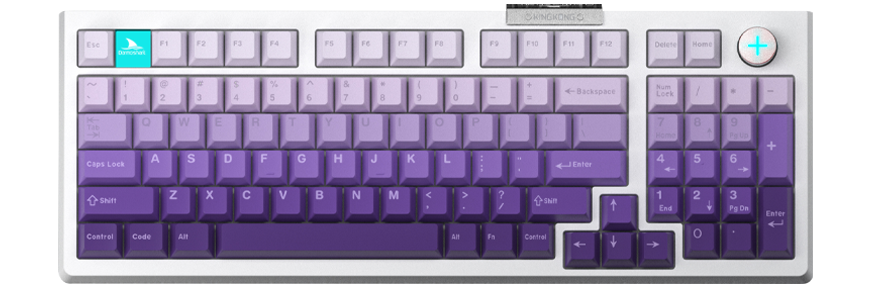 KINGKONG
Esc F1 F2 F3 F4 F5 F6 F7 F8 F9 F10 F11 F12 Delete Home
~ ! @ # $ % ^ & * ( ) — + ← Backspace Num Lock / * −
` 1 2 3 4 5 6 7 8 9 0 - =
Tab Q W E R T Y U I O P { } | 7 Home 8 9 Pg Up +
Caps Lock A S D F G H J K L : ; " ' ↵ Enter 4 ← 5 6 →
⇧ Shift Z X C V B N M < , > . ? / ⇧ Shift ↑ 1 End 2 ↓ 3 Pg Dn Enter
Control Code Alt Alt Fn Control ← ↓ → 0 .